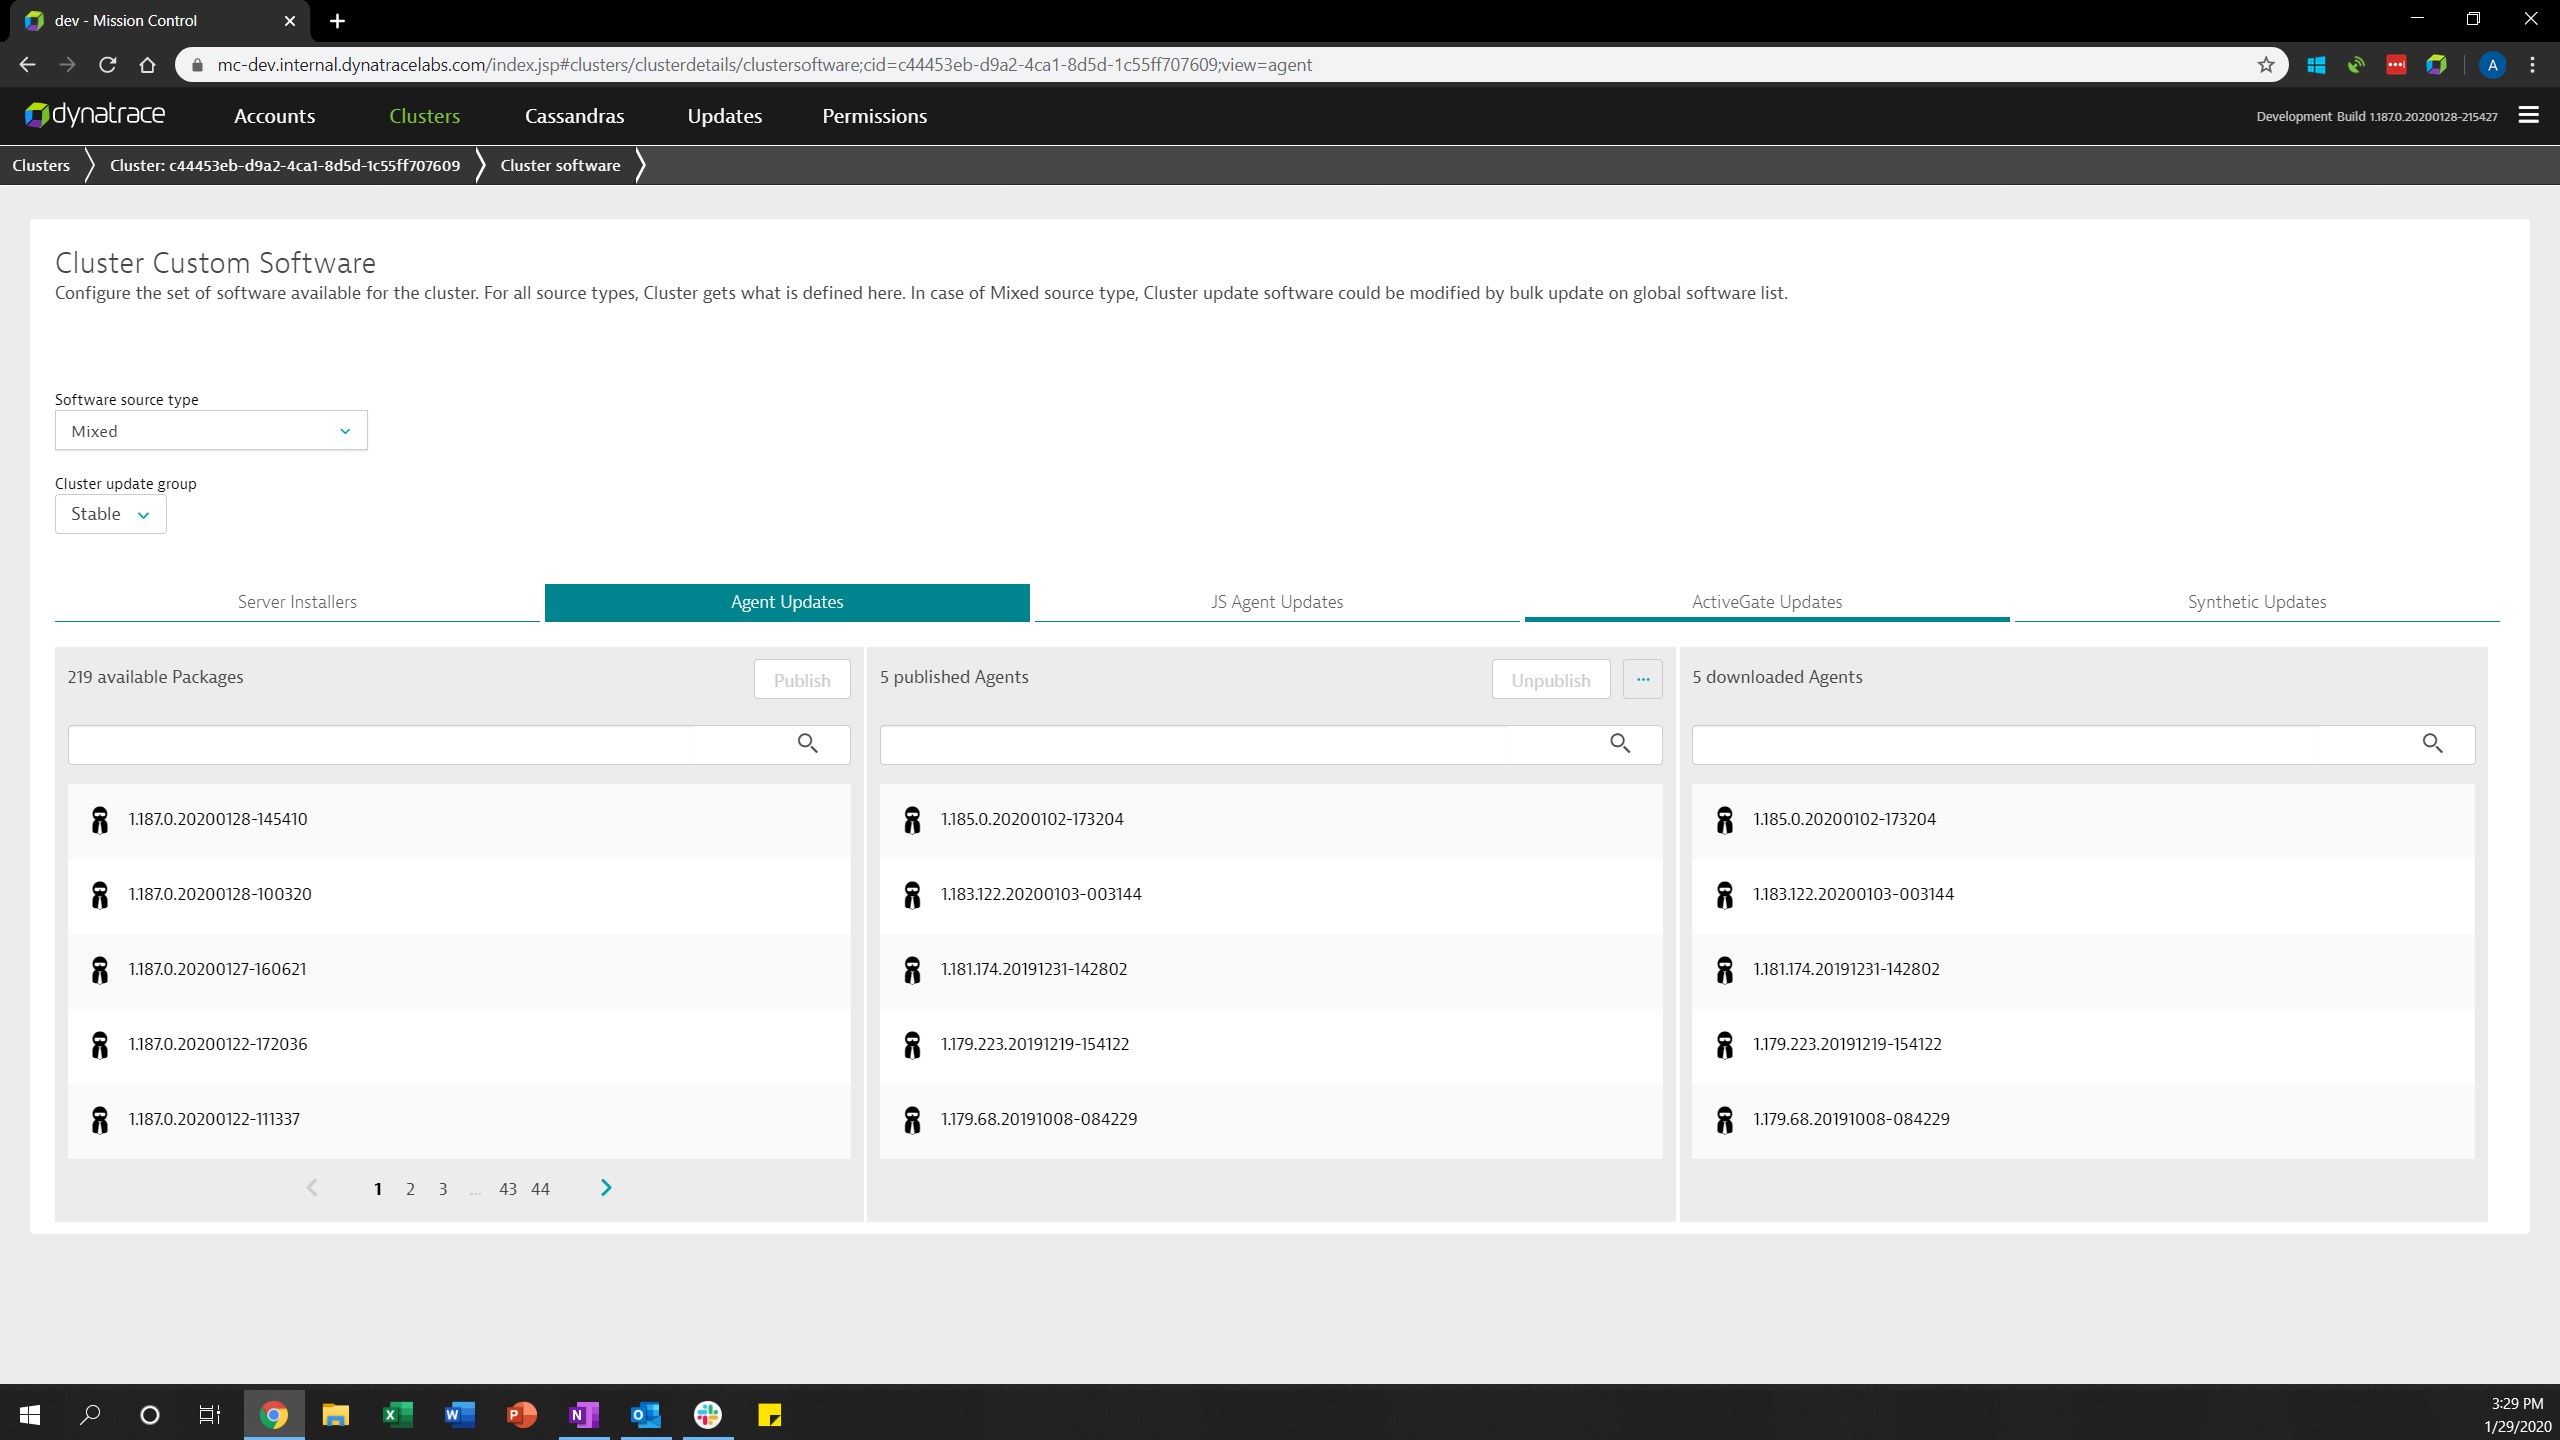 dev - Mission Control
mc-dev.internal.dynatracelabs.com/index.jsp#clusters/clusterdetails/clustersoftware;cid=c44453eb-d9a2-4ca1-8d5d-1c55ff707609;view=agent
A
dynatrace
Accounts
Clusters
Cassandras
Updates
Permissions
Development Build 1.187.0.20200128-215427
Clusters
Cluster: c44453eb-d9a2-4ca1-8d5d-1c55ff707609
Cluster software
Cluster Custom Software
Configure the set of software available for the cluster. For all source types, Cluster gets what is defined here. In case of Mixed source type, Cluster update software could be modified by bulk update on global software list.
Software source type
Mixed
Cluster update group
Stable
Server Installers
Agent Updates
JS Agent Updates
ActiveGate Updates
Synthetic Updates
219 available Packages
Publish
1.187.0.20200128-145410
1.187.0.20200128-100320
1.187.0.20200127-160621
1.187.0.20200122-172036
1.187.0.20200122-111337
1 2 3 ... 43 44
5 published Agents
Unpublish
...
1.185.0.20200102-173204
1.183.122.20200103-003144
1.181.174.20191231-142802
1.179.223.20191219-154122
1.179.68.20191008-084229
5 downloaded Agents
1.185.0.20200102-173204
1.183.122.20200103-003144
1.181.174.20191231-142802
1.179.223.20191219-154122
1.179.68.20191008-084229
3:29 PM
1/29/2020